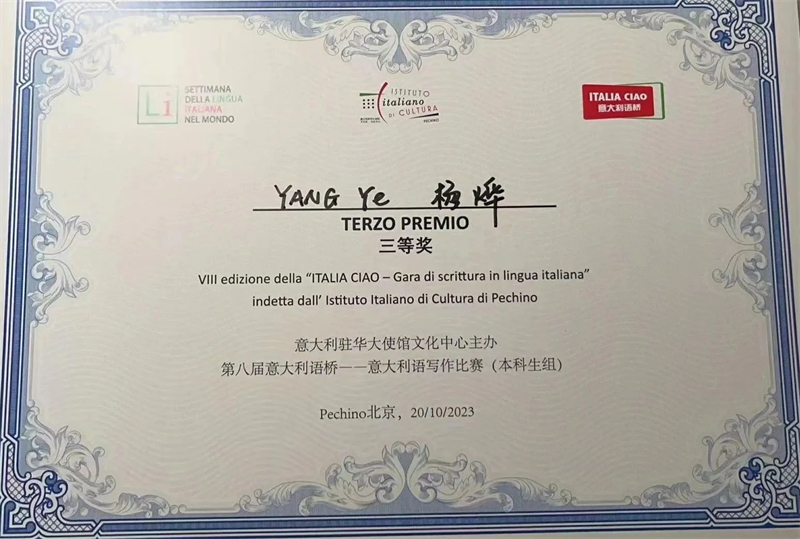 Li
SETTIMANA
DELLA LINGUA
ITALIANA
NEL MONDO
ISTITUTO
italiano
DI CULTURA
PECHINO
ITALIA CIAO
意大利语桥
YANG Ye 杨烨
TERZO PREMIO
三等奖
VIII edizione della “ITALIA CIAO – Gara di scrittura in lingua italiana”
indetta dall’ Istituto Italiano di Cultura di Pechino
意大利驻华大使馆文化中心主办
第八届意大利语桥——意大利语写作比赛（本科生组）
Pechino北京，20/10/2023